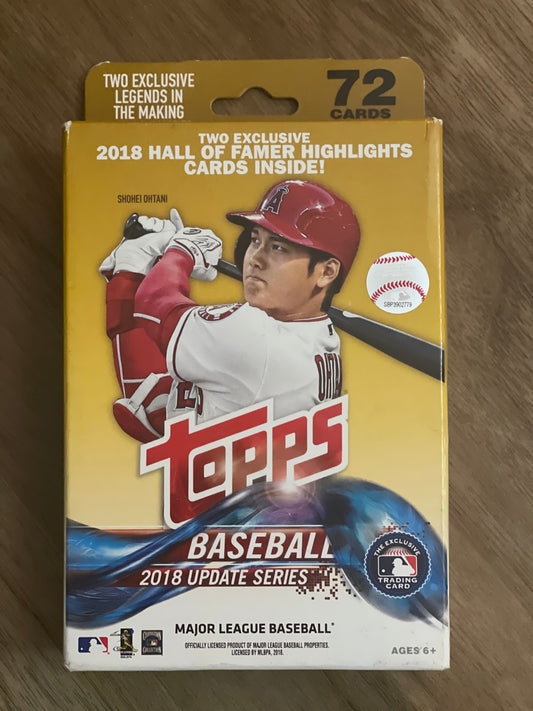 TWO EXCLUSIVE
LEGENDS IN
THE MAKING
72
CARDS
TWO EXCLUSIVE
2018 HALL OF FAMER HIGHLIGHTS
CARDS INSIDE!
SHOHEI OHTANI
A
SBP3902779
OHTAN
TOPPS
BASEBALL
2018 UPDATE SERIES
THE EXCLUSIVE
TRADING
CARD
MAJOR LEAGUE BASEBALL®
OFFICIALLY LICENSED PRODUCT OF MAJOR LEAGUE BASEBALL PROPERTIES.
LICENSED BY MLBPA, 2018.
AGES 6+